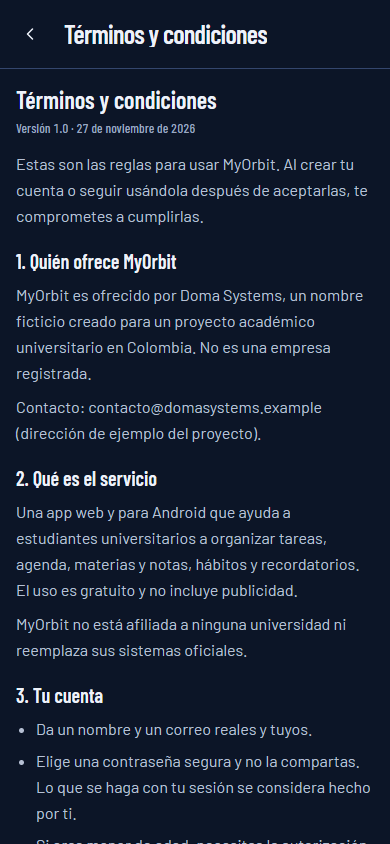 Términos y condiciones
Términos y condiciones
Versión 1.0 · 27 de noviembre de 2026
Estas son las reglas para usar MyOrbit. Al crear tu
cuenta o seguir usándola después de aceptarlas, te
comprometes a cumplirlas.
1. Quién ofrece MyOrbit
MyOrbit es ofrecido por Doma Systems, un nombre
ficticio creado para un proyecto académico
universitario en Colombia. No es una empresa
registrada.
Contacto: contacto@domasystems.example
(dirección de ejemplo del proyecto).
2. Qué es el servicio
Una app web y para Android que ayuda a
estudiantes universitarios a organizar tareas,
agenda, materias y notas, hábitos y recordatorios.
El uso es gratuito y no incluye publicidad.
MyOrbit no está afiliada a ninguna universidad ni
reemplaza sus sistemas oficiales.
3. Tu cuenta
• Da un nombre y un correo reales y tuyos.
• Elige una contraseña segura y no la compartas.
Lo que se haga con tu sesión se considera hecho
por ti.